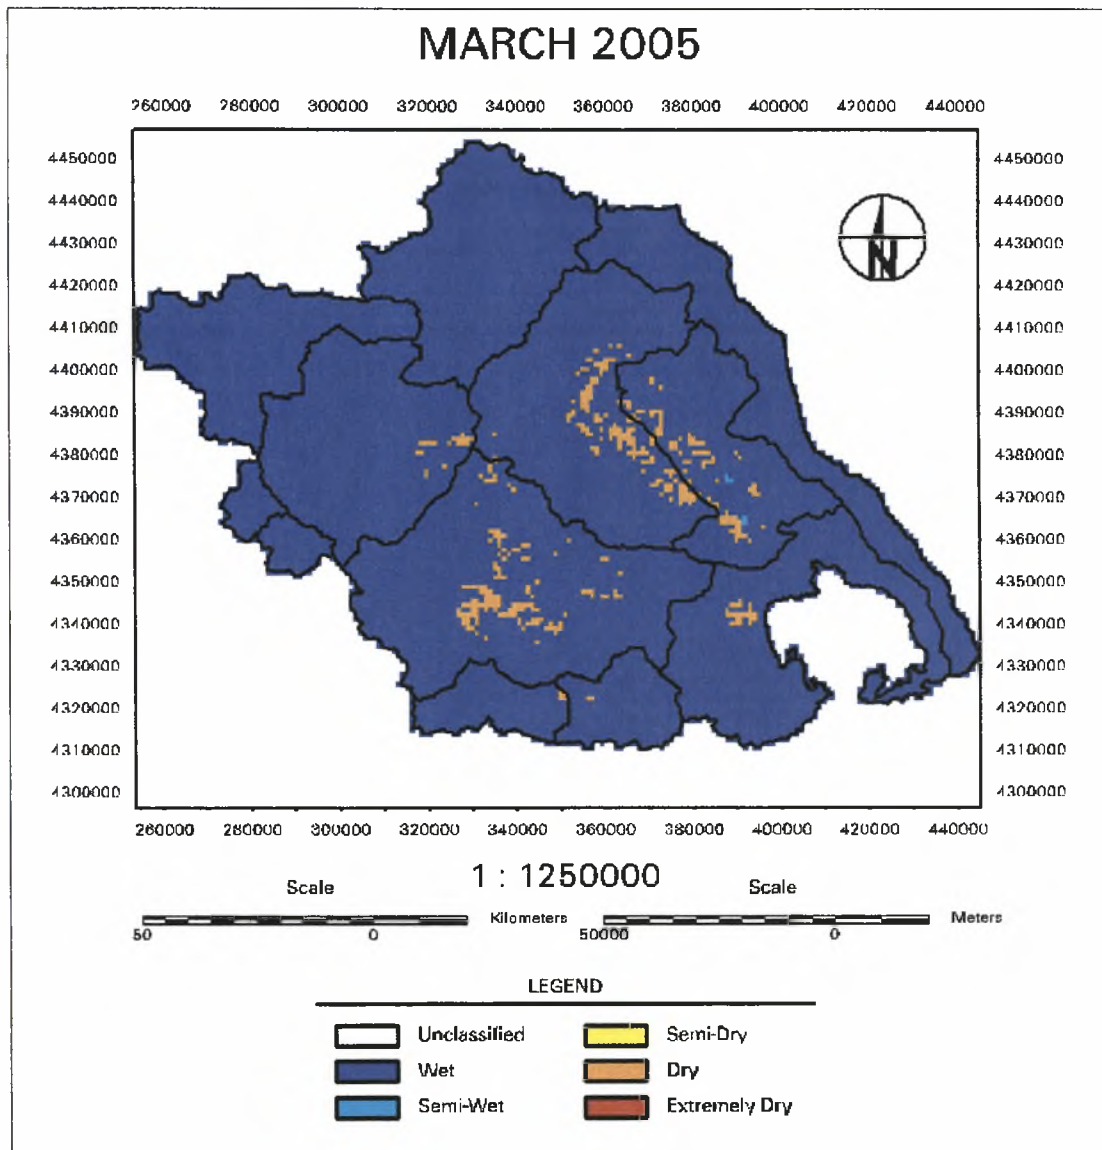 MARCH 2005
260000 280000 300000 320000 340000 360000 380000 400000 420000 440000
4450000 4450000
4440000 4440000
4430000 4430000
4420000 4420000
4410000 4410000
4400000 4400000
4390000 4390000
4380000 4380000
4370000 4370000
4360000 4360000
4350000 4350000
4340000 4340000
4330000 4330000
4320000 4320000
4310000 4310000
4300000 4300000
N
260000 280000 300000 320000 340000 360000 380000 400000 420000 440000
Scale 1 : 1250000 Scale
Kilometers Meters
50 0 50000 0
LEGEND
Unclassified Semi-Dry
Wet Dry
Semi-Wet Extremely Dry